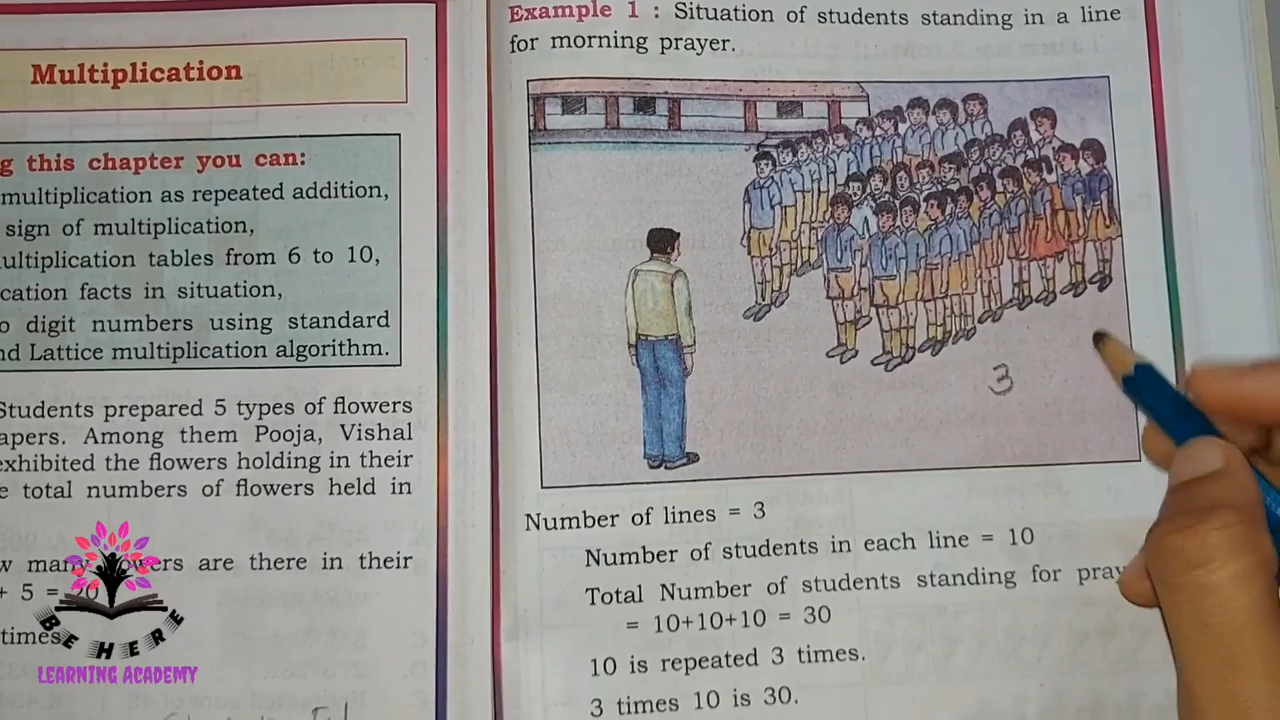 Multiplication
g this chapter you can:
multiplication as repeated addition,
sign of multiplication,
ultiplication tables from 6 to 10,
cation facts in situation,
o digit numbers using standard
nd Lattice multiplication algorithm.
Students prepared 5 types of flowers
apers. Among them Pooja, Vishal
exhibited the flowers holding in their
e total numbers of flowers held in
w many flowers are there in their
+ 5 = 20
times
BE HERE
LEARNING ACADEMY
Example 1 : Situation of students standing in a line
for morning prayer.
3
Number of lines = 3
Number of students in each line = 10
Total Number of students standing for pray
= 10+10+10 = 30
10 is repeated 3 times.
3 times 10 is 30.